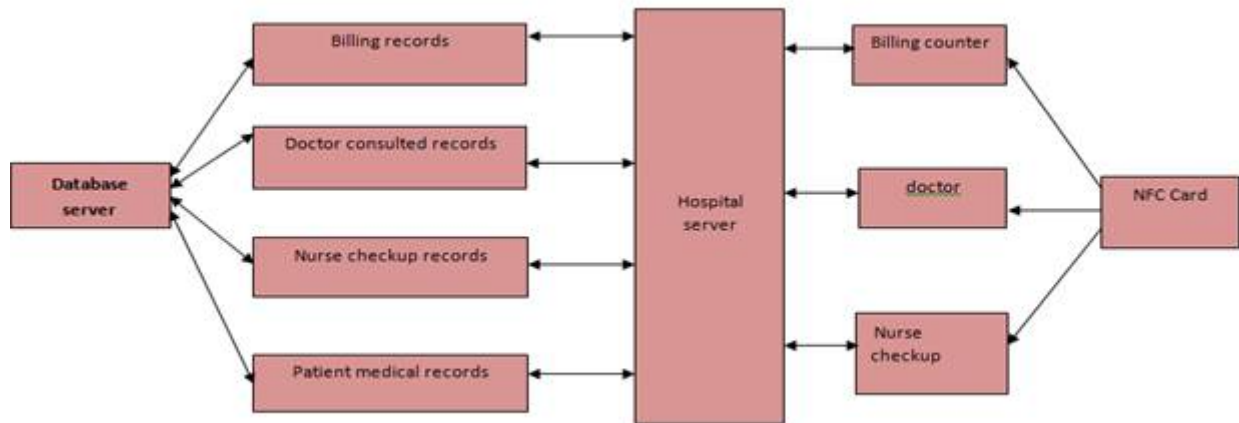 Billing records
Doctor consulted records
Nurse checkup records
Patient medical records
Database
server
Hospital
server
Billing counter
doctor
Nurse
checkup
NFC Card